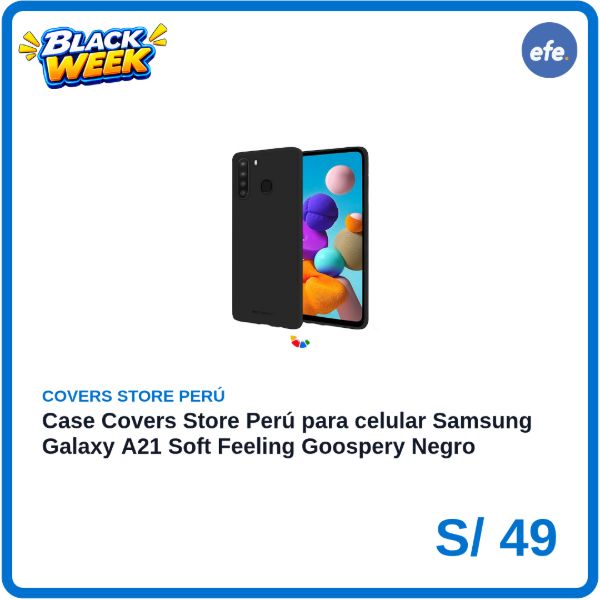 BLACK
WEEK
efe.
COVERS STORE PERÚ
Case Covers Store Perú para celular Samsung
Galaxy A21 Soft Feeling Goospery Negro
S/ 49